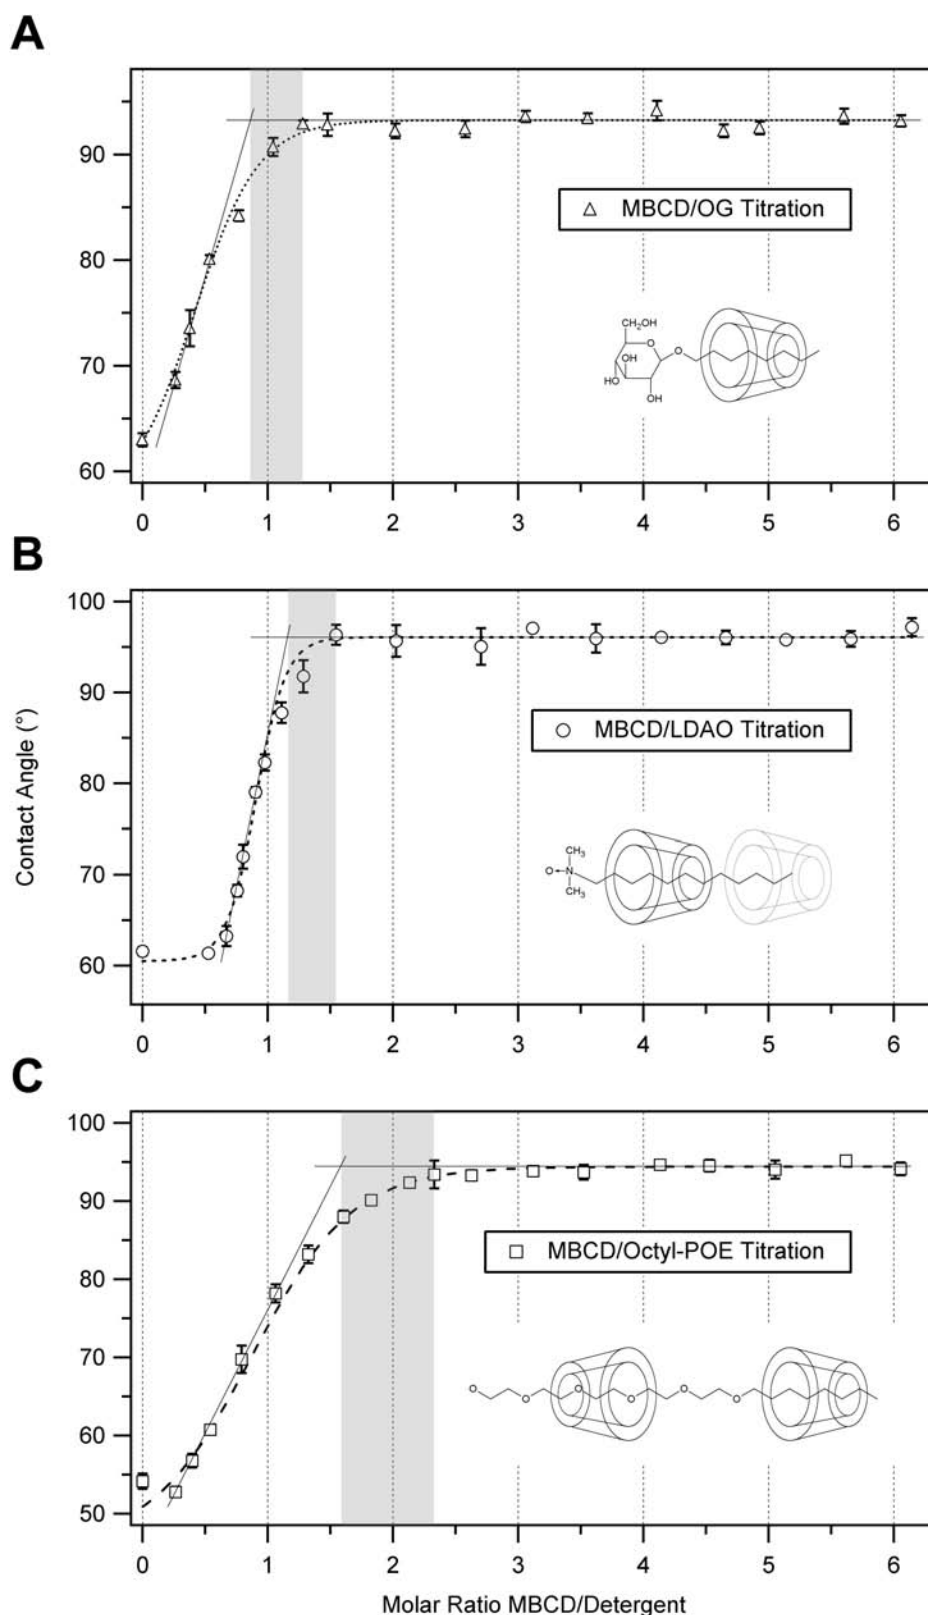 A
90
80
70
60
MBCD/OG Titration
CH2OH
O
OH
HO
OH
O
0 1 2 3 4 5 6
B
100
90
80
70
60
Contact Angle (°)
MBCD/LDAO Titration
CH3
O N
CH3
0 1 2 3 4 5 6
C
100
90
80
70
60
50
MBCD/Octyl-POE Titration
O O O O
O O
0 1 2 3 4 5 6
Molar Ratio MBCD/Detergent